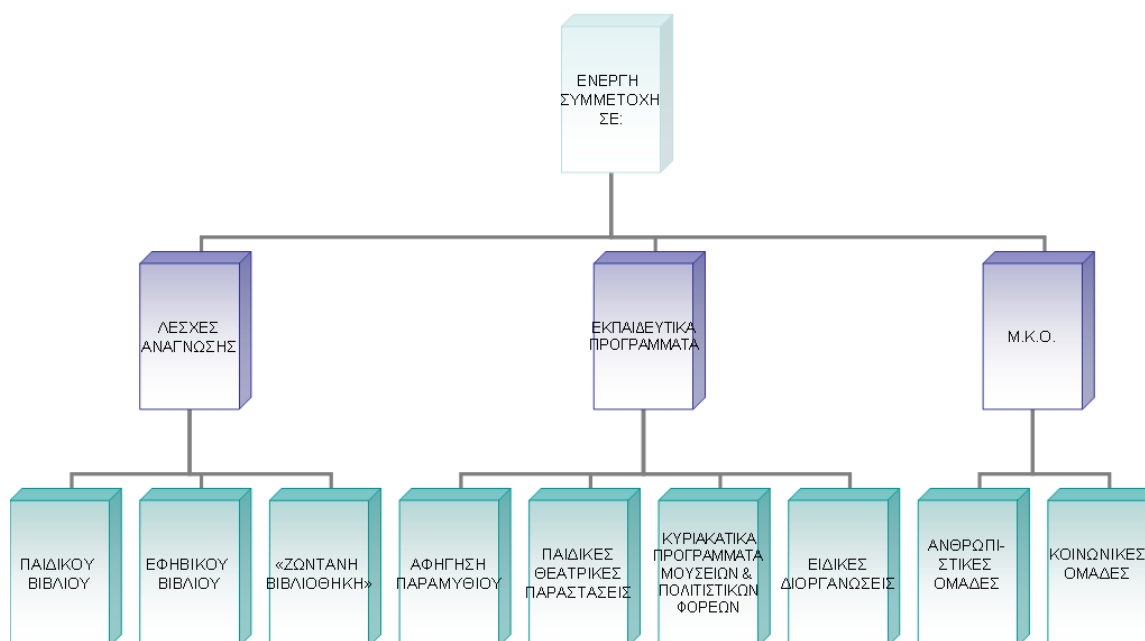 ΕΝΕΡΓΗ
ΣΥΜΜΕΤΟΧΗ
ΣΕ:
ΛΕΣΧΕΣ
ΑΝΑΓΝΩΣΗΣ
ΕΚΠΑΙΔΕΥΤΙΚΑ
ΠΡΟΓΡΑΜΜΑΤΑ
Μ.Κ.Ο.
ΠΑΙΔΙΚΟΥ
ΒΙΒΛΙΟΥ
ΕΦΗΒΙΚΟΥ
ΒΙΒΛΙΟΥ
«ΖΩΝΤΑΝΗ
ΒΙΒΛΙΟΘΗΚΗ»
ΑΦΗΓΗΣΗ
ΠΑΡΑΜΥΘΙΟΥ
ΠΑΙΔΙΚΕΣ
ΘΕΑΤΡΙΚΕΣ
ΠΑΡΑΣΤΑΣΕΙΣ
ΚΥΡΙΑΚΑΤΙΚΑ
ΠΡΟΓΡΑΜΜΑΤΑ
ΜΟΥΣΕΙΩΝ &
ΠΟΛΙΤΙΣΤΙΚΩΝ
ΦΟΡΕΩΝ
ΕΙΔΙΚΕΣ
ΔΙΟΡΓΑΝΩΣΕΙΣ
ΑΝΘΡΩΠΙ-
ΣΤΙΚΕΣ
ΟΜΑΔΕΣ
ΚΟΙΝΩΝΙΚΕΣ
ΟΜΑΔΕΣ